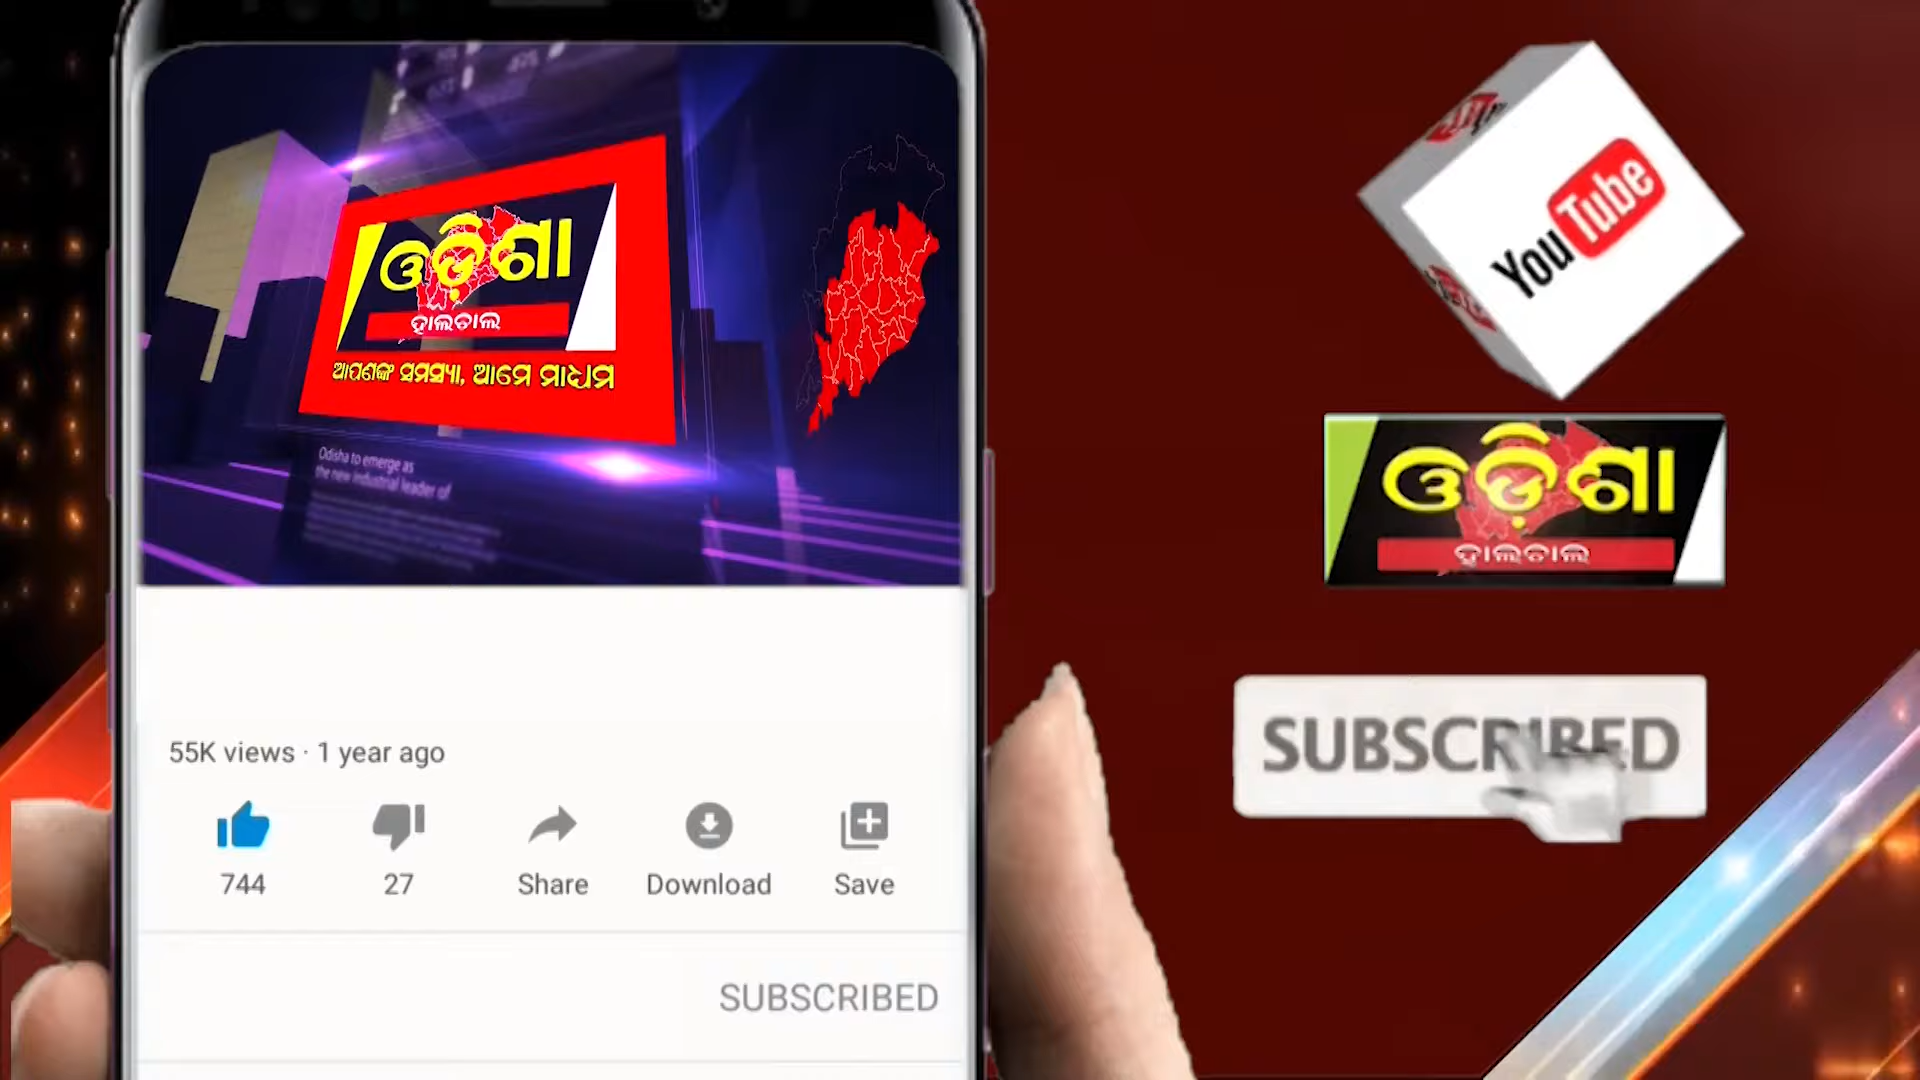 ଓଡ଼ିଶା
ହାଲଚାଲ
ଆପଣଙ୍କ ସମସ୍ୟା, ଆମେ ମାଧ୍ୟମ
Odisha to emerge as
the new industrial leader of
55K views · 1 year ago
744
27
Share
Download
Save
SUBSCRIBED
YouTube
ଓଡ଼ିଶା
ହାଲଚାଲ
SUBSCRIBED